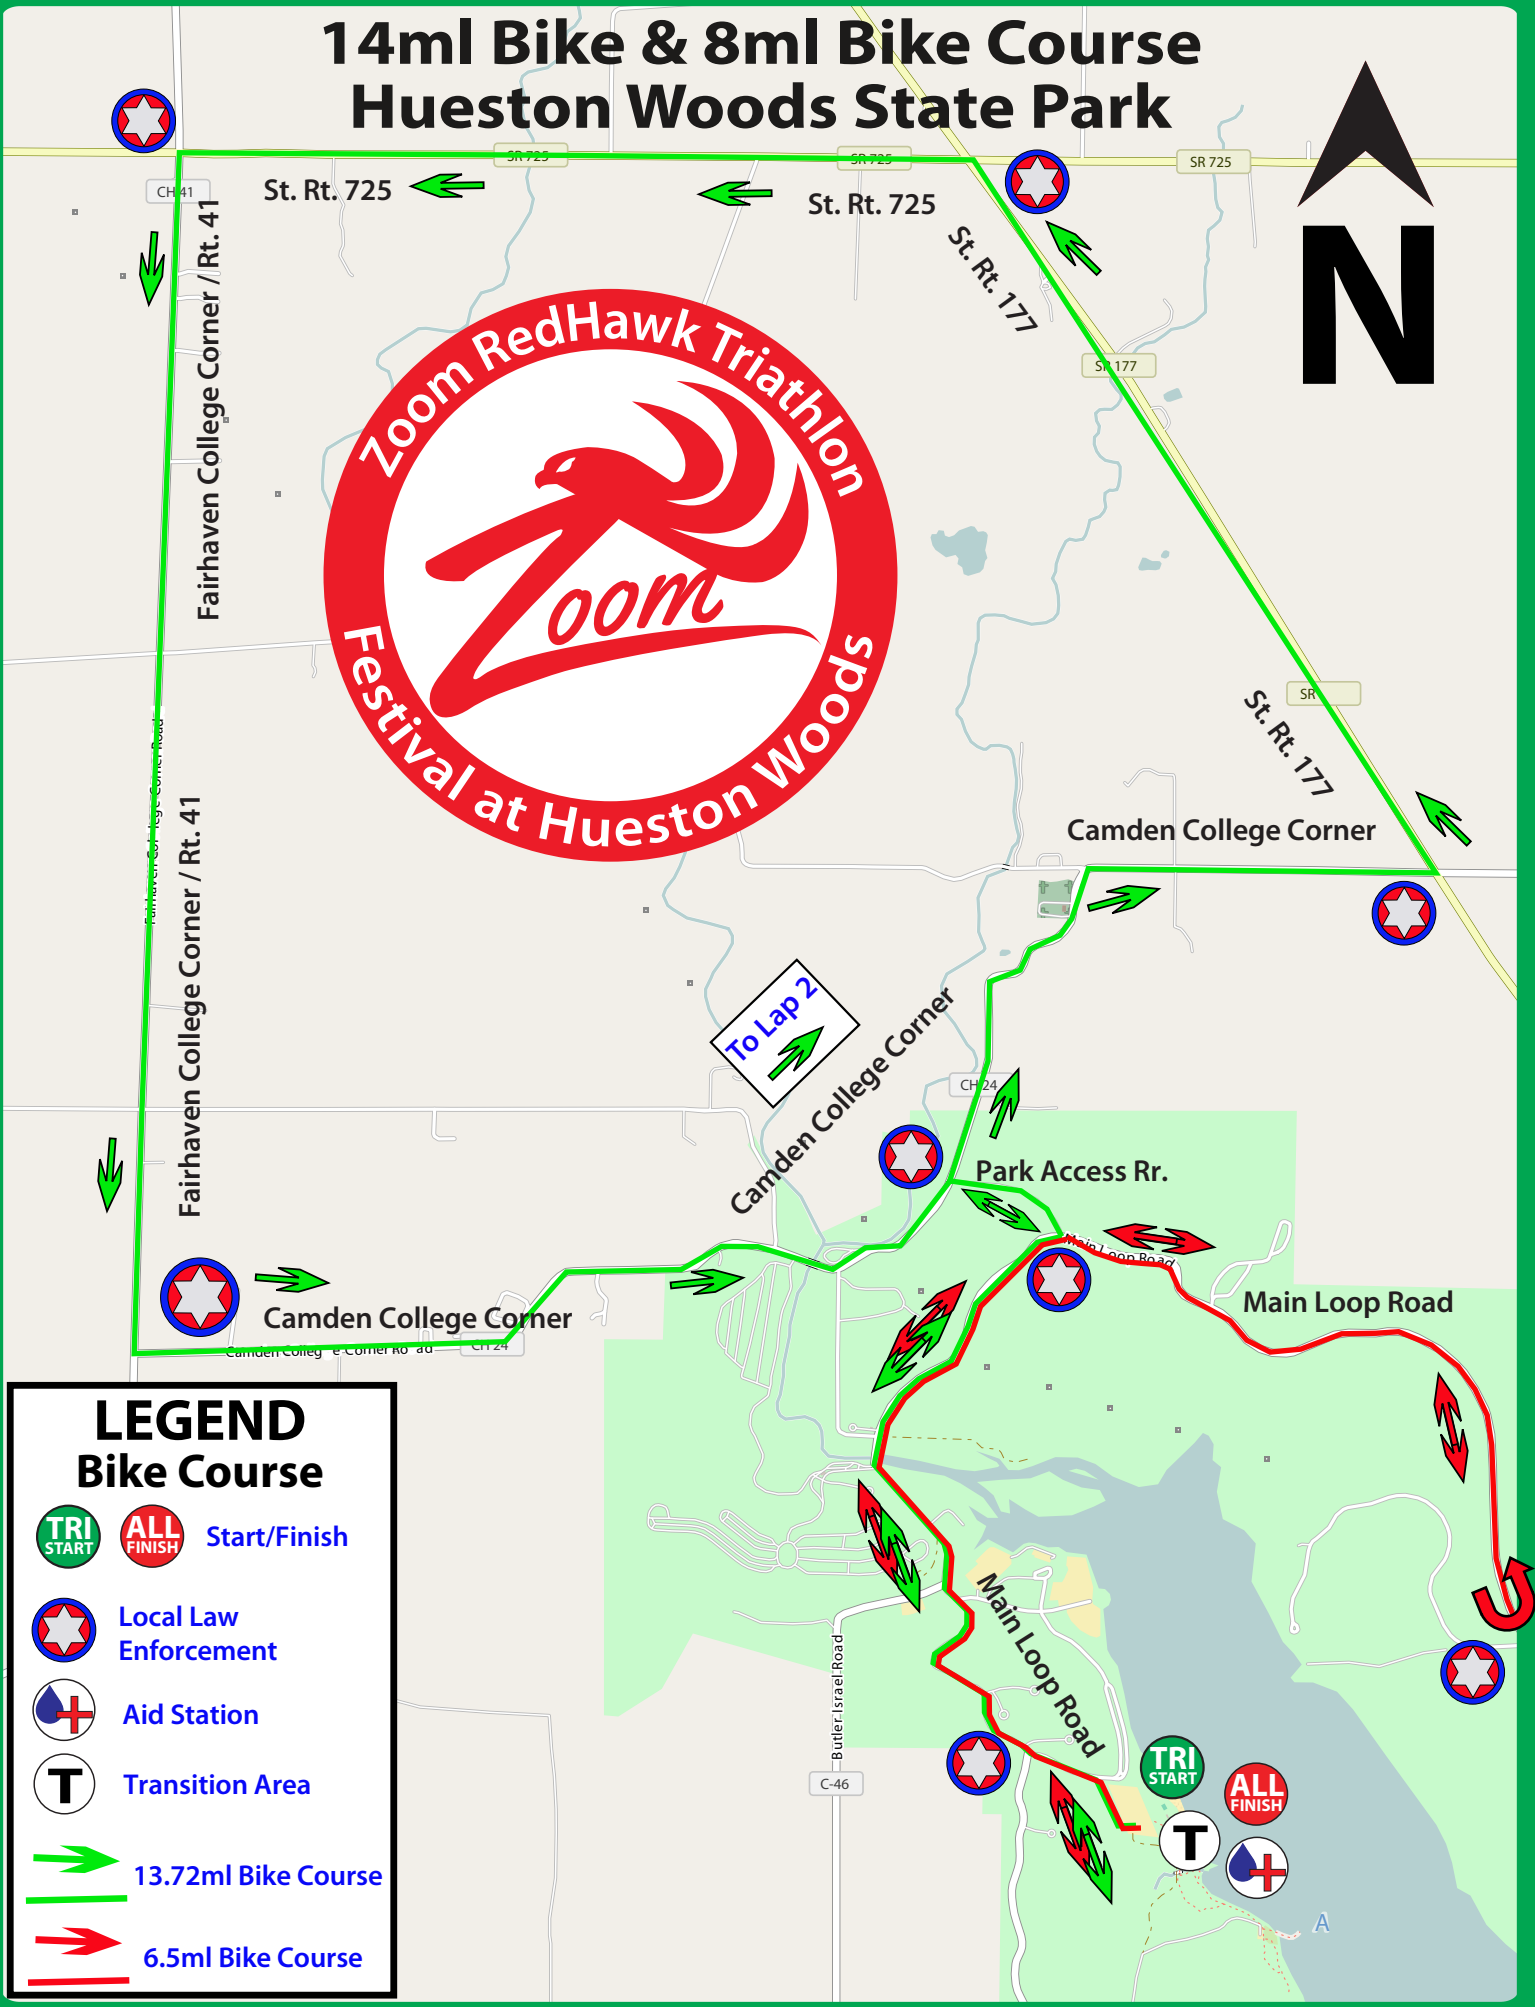 14ml Bike & 8ml Bike Course
Hueston Woods State Park
SR 725
SR 725
SR 725
CH 41
St. Rt. 725
St. Rt. 725
N
Fairhaven College Corner / Rt. 41
St. Rt. 177
SR 177
Zoom RedHawk Triathlon
Zoom
Festival at Hueston Woods
SR
St. Rt. 177
Camden College Corner
Fairhaven College Corner / Rt. 41
To Lap 2
Camden College Corner
CH 24
Park Access Rr.
Main Loop Road
Main Loop Road
Camden College Corner
CH 24
Camden College Corner Road
Main Loop Road
Butler Israel Road
C-46
TRI
START
ALL
FINISH
T
A
LEGEND
Bike Course
TRI
START
ALL
FINISH
Start/Finish
Local Law
Enforcement
Aid Station
T
Transition Area
13.72ml Bike Course
6.5ml Bike Course